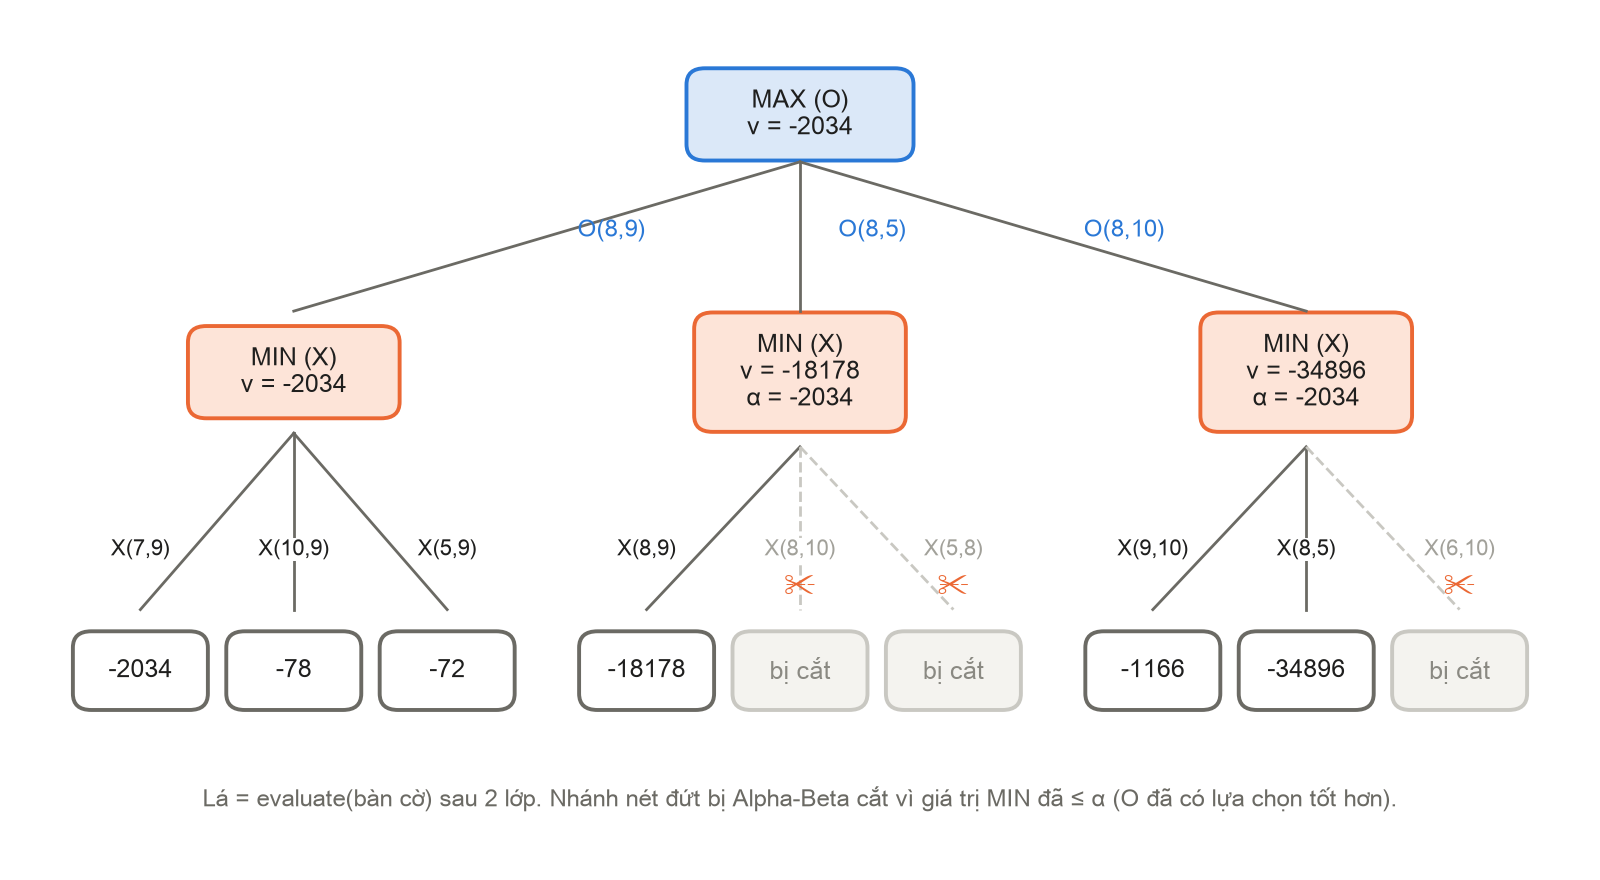 MAX (O)
v = -2034
O(8,9)
O(8,5)
O(8,10)
MIN (X)
v = -2034
MIN (X)
v = -18178
α = -2034
MIN (X)
v = -34896
α = -2034
X(7,9)
X(10,9)
X(5,9)
X(8,9)
X(8,10)
X(5,8)
X(9,10)
X(8,5)
X(6,10)
-2034
-78
-72
-18178
bị cắt
bị cắt
-1166
-34896
bị cắt
Lá = evaluate(bàn cờ) sau 2 lớp. Nhánh nét đứt bị Alpha-Beta cắt vì giá trị MIN đã ≤ α (O đã có lựa chọn tốt hơn).